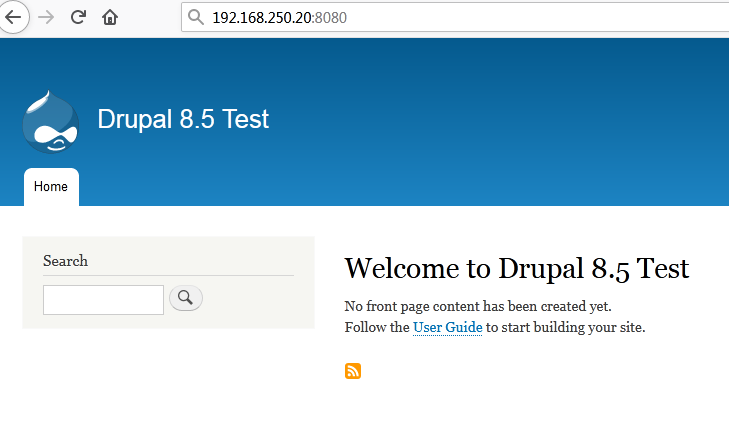 192.168.250.20:8080
Drupal 8.5 Test
Home
Search
Welcome to Drupal 8.5 Test
No front page content has been created yet.
Follow the User Guide to start building your site.